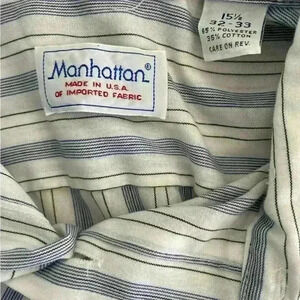 15½
32-33
65% POLYESTER
35% COTTON
CARE ON REV.
Manhattan®
MADE IN U.S.A.
OF IMPORTED FABRIC